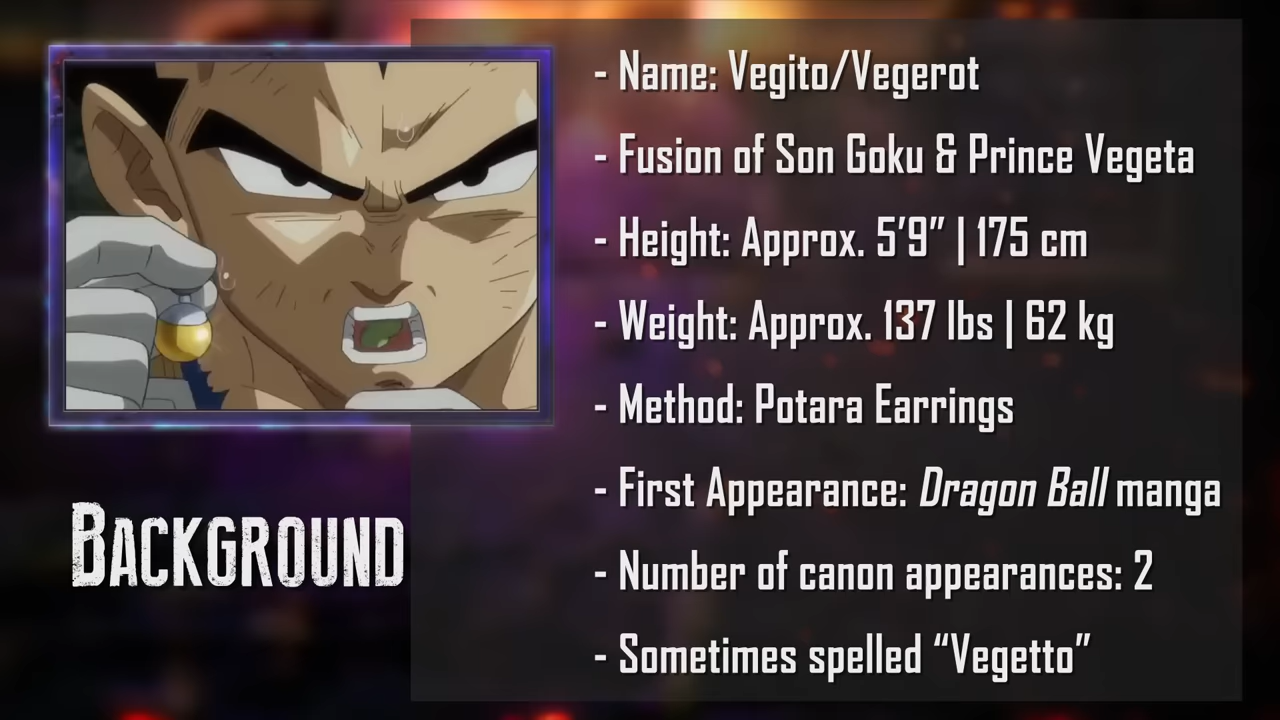 - Name: Vegito/Vegerot
- Fusion of Son Goku & Prince Vegeta
- Height: Approx. 5’9” | 175 cm
- Weight: Approx. 137 lbs | 62 kg
- Method: Potara Earrings
- First Appearance: Dragon Ball manga
- Number of canon appearances: 2
- Sometimes spelled “Vegetto”
Background